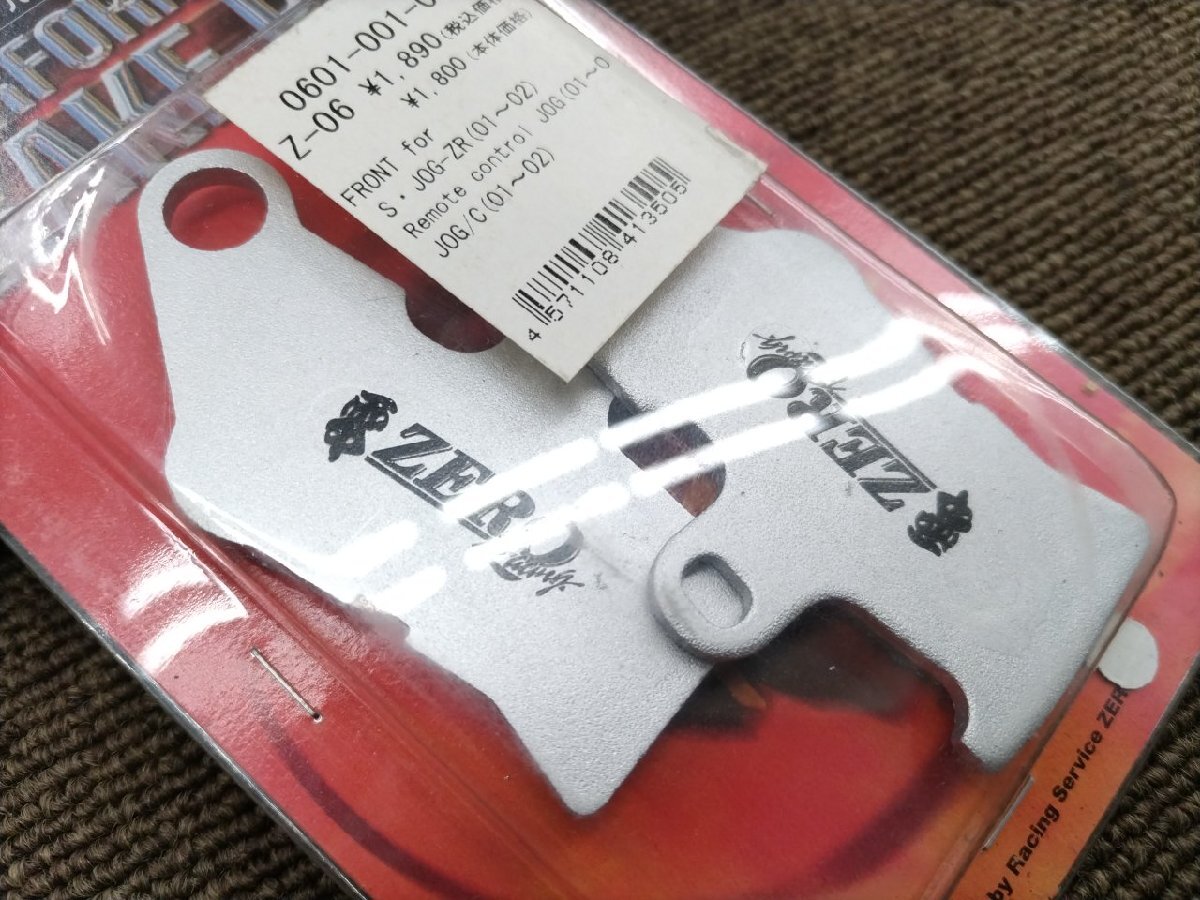 0601-001-0
Z-06 ¥1,890(税込価格
¥1,800(本体価格)
FRONT for
S・JOG-ZR(01～02)
Remote control JOG(01～0
JOG/C(01～02)
4 571108 413505
ZERO
Racing
ZERO
Racing
by Racing Service ZER